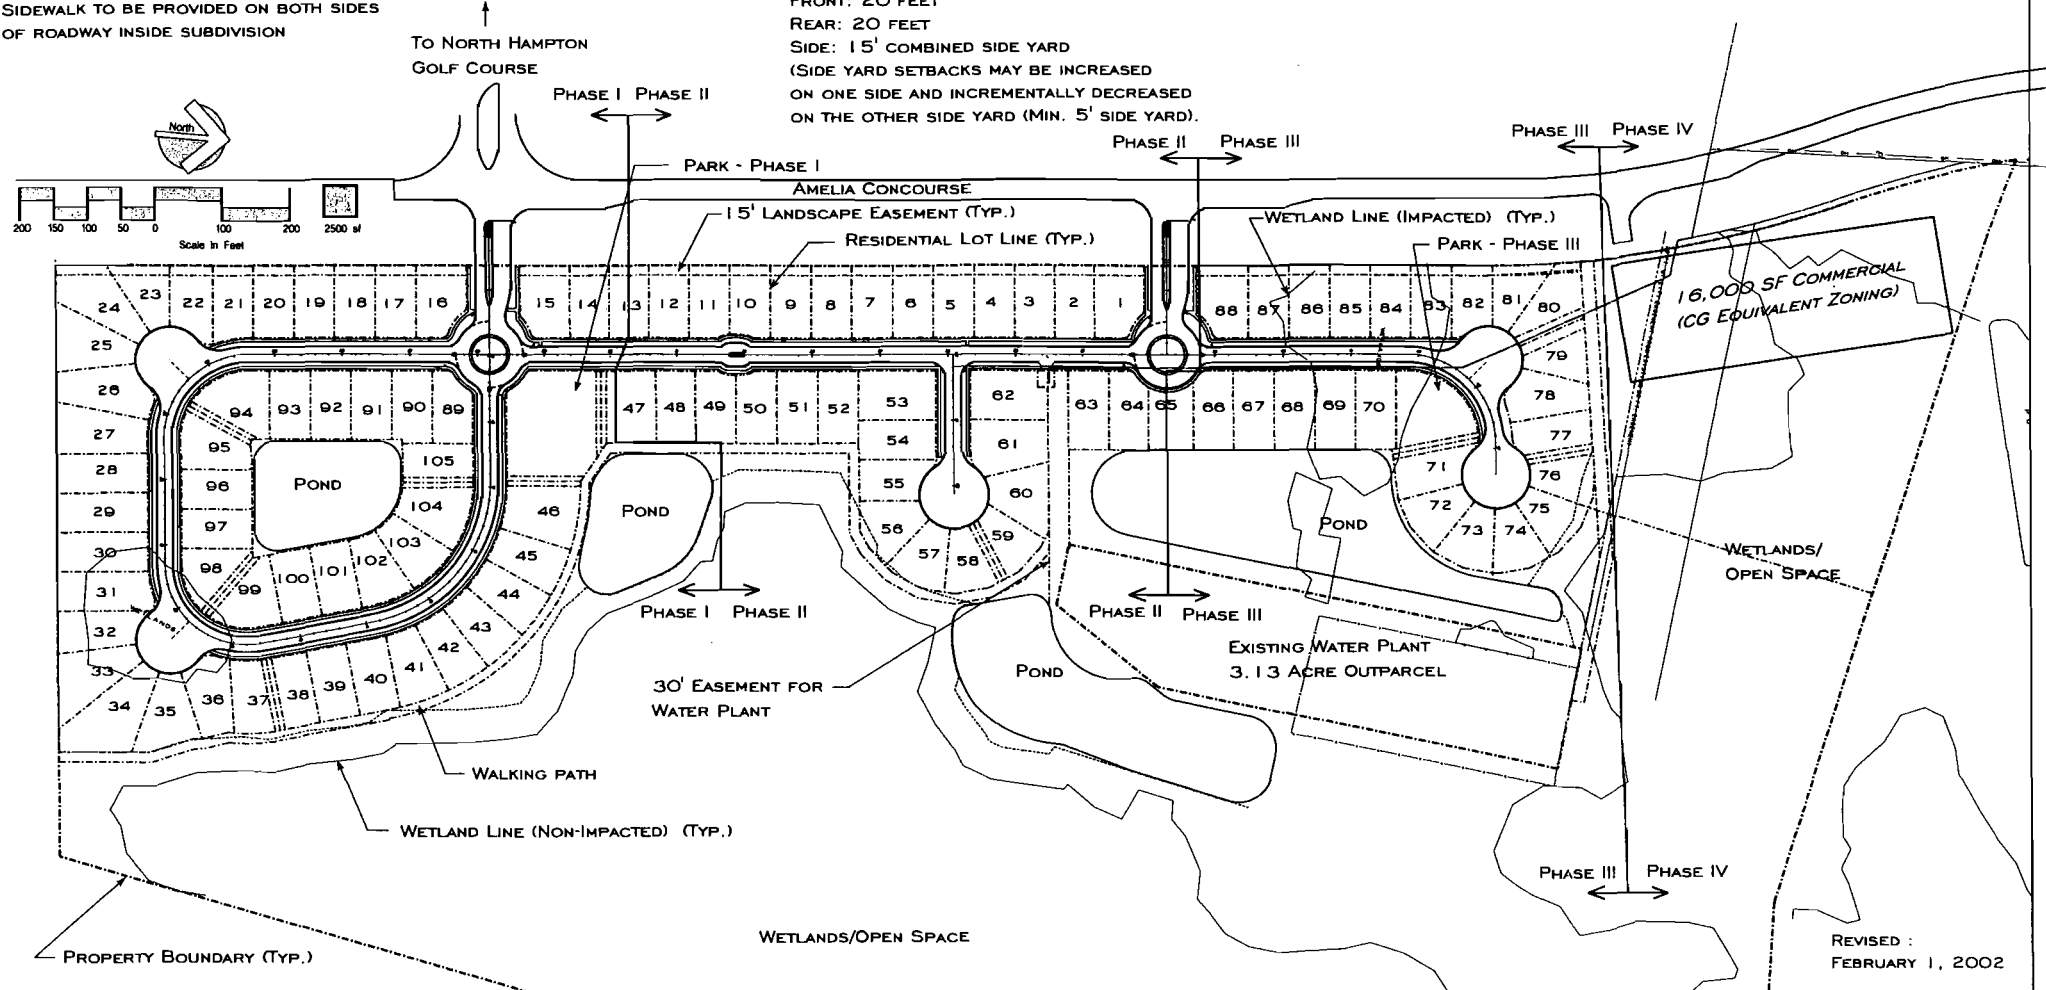 SIDEWALK TO BE PROVIDED ON BOTH SIDES
OF ROADWAY INSIDE SUBDIVISION
TO NORTH HAMPTON
GOLF COURSE
FRONT: 20 FEET
REAR: 20 FEET
SIDE: 15' COMBINED SIDE YARD
(SIDE YARD SETBACKS MAY BE INCREASED
ON ONE SIDE AND INCREMENTALLY DECREASED
ON THE OTHER SIDE YARD (MIN. 5' SIDE YARD).
PHASE I PHASE II
PHASE II PHASE III
PHASE III PHASE IV
North
PARK - PHASE I
AMELIA CONCOURSE
200 150 100 50 0 100 200 2500 sf
Scale in Feet
15' LANDSCAPE EASEMENT (TYP.)
RESIDENTIAL LOT LINE (TYP.)
WETLAND LINE (IMPACTED) (TYP.)
PARK - PHASE III
16,000 SF COMMERCIAL
(CG EQUIVALENT ZONING)
24 23 22 21 20 19 18 17 16 15 14 13 12 11 10 9 8 7 6 5 4 3 2 1 88 87 86 85 84 83 82 81 80
25
79
26 94 93 92 91 90 89 47 48 49 50 51 52 53 62 63 64 65 66 67 68 69 70 78
27 95 54 61 77
28 105 71 76
96 POND 55 60
29 97 104 46 POND 56 59 POND 72 75
30 98 103 45 57 58 73 74
31 99 100 101 102 44
WETLANDS/
OPEN SPACE
PHASE I PHASE II
PHASE II PHASE III
32 43
33 42
34 35 36 37 38 39 40 41
EXISTING WATER PLANT
3.13 ACRE OUTPARCEL
POND
30' EASEMENT FOR
WATER PLANT
WALKING PATH
WETLAND LINE (NON-IMPACTED) (TYP.)
PHASE III PHASE IV
WETLANDS/OPEN SPACE
PROPERTY BOUNDARY (TYP.)
REVISED :
FEBRUARY 1, 2002